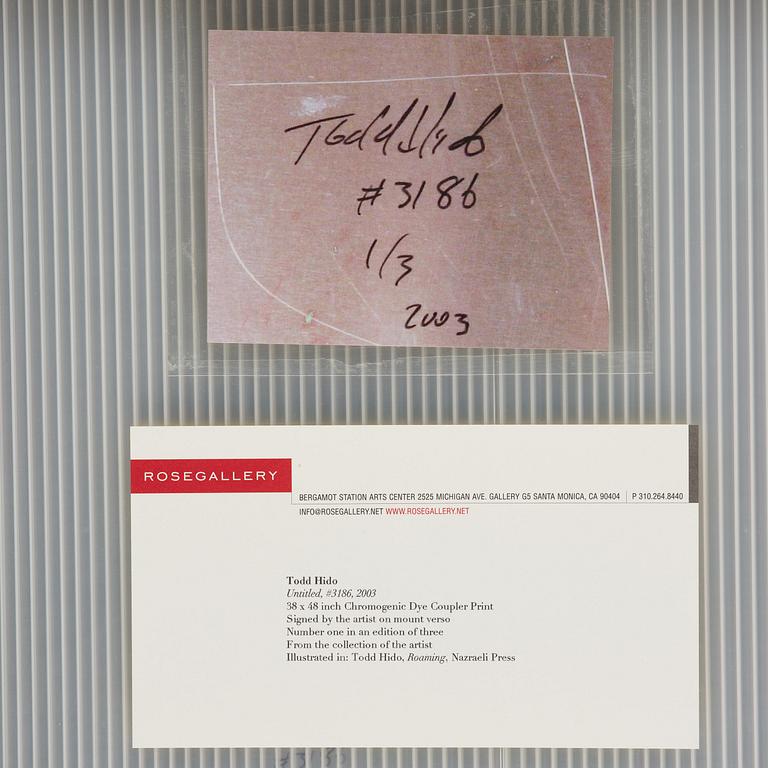 Todd Hido
#3186
1/3
2003
ROSEGALLERY
BERGAMOT STATION ARTS CENTER 2525 MICHIGAN AVE. GALLERY G5 SANTA MONICA, CA 90404 P 310.264.8440
INFO@ROSEGALLERY.NET WWW.ROSEGALLERY.NET
Todd Hido
Untitled, #3186, 2003
38 x 48 inch Chromogenic Dye Coupler Print
Signed by the artist on mount verso
Number one in an edition of three
From the collection of the artist
Illustrated in: Todd Hido, Roaming, Nazraeli Press